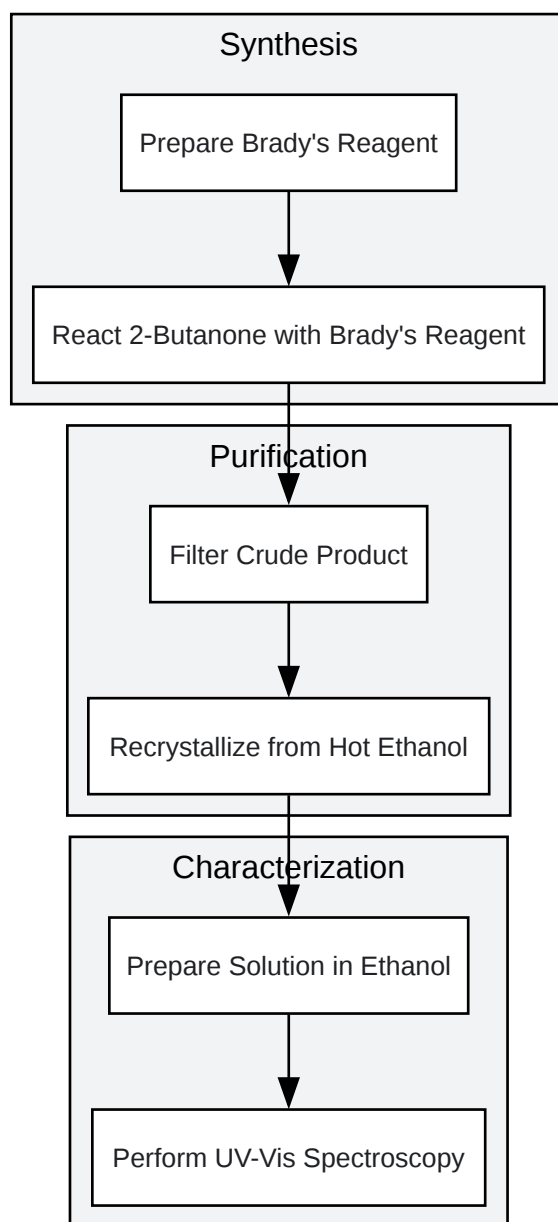 Synthesis
Prepare Brady's Reagent
React 2-Butanone with Brady's Reagent
Purification
Filter Crude Product
Recrystallize from Hot Ethanol
Characterization
Prepare Solution in Ethanol
Perform UV-Vis Spectroscopy